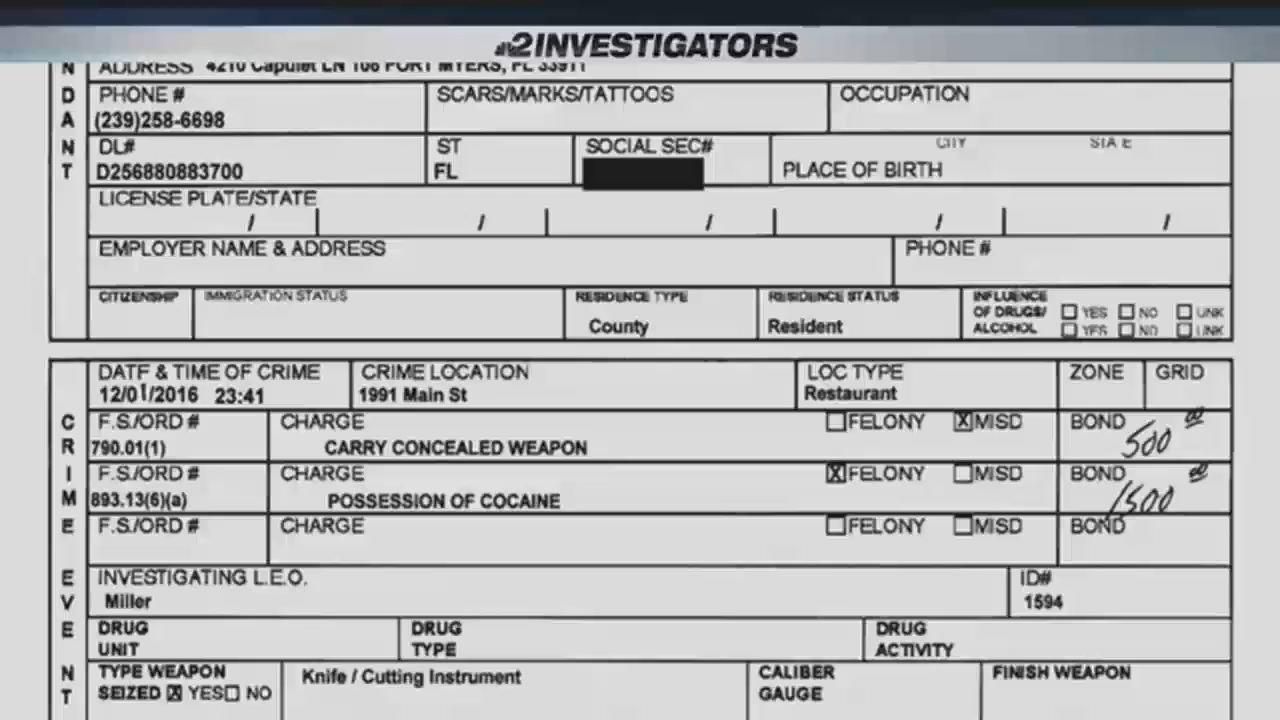 2INVESTIGATORS
N ADDRESS 4210 Capulet LN 106 FORT MYERS, FL 33911
D PHONE # SCARS/MARKS/TATTOOS OCCUPATION
A (239)258-6698
N DL# ST SOCIAL SEC# CITY STATE
T D256880883700 FL PLACE OF BIRTH
LICENSE PLATE/STATE
/ / / / /
EMPLOYER NAME & ADDRESS PHONE #
CITIZENSHIP IMMIGRATION STATUS RESIDENCE TYPE RESIDENCE STATUS INFLUENCE
OF DRUGS/ YES NO UNK
County Resident ALCOHOL YES NO UNK
DATE & TIME OF CRIME CRIME LOCATION LOC TYPE ZONE GRID
12/01/2016 23:41 1991 Main St Restaurant
C F.S./ORD # CHARGE FELONY X MISD BOND 500 00
R 790.01(1) CARRY CONCEALED WEAPON
I F.S./ORD # CHARGE X FELONY MISD BOND 1500 00
M 893.13(6)(a) POSSESSION OF COCAINE
E F.S./ORD # CHARGE FELONY MISD BOND
E INVESTIGATING L.E.O. ID#
V Miller 1594
E DRUG DRUG DRUG
UNIT TYPE ACTIVITY
N TYPE WEAPON Knife / Cutting Instrument CALIBER FINISH WEAPON
T SEIZED X YES NO GAUGE